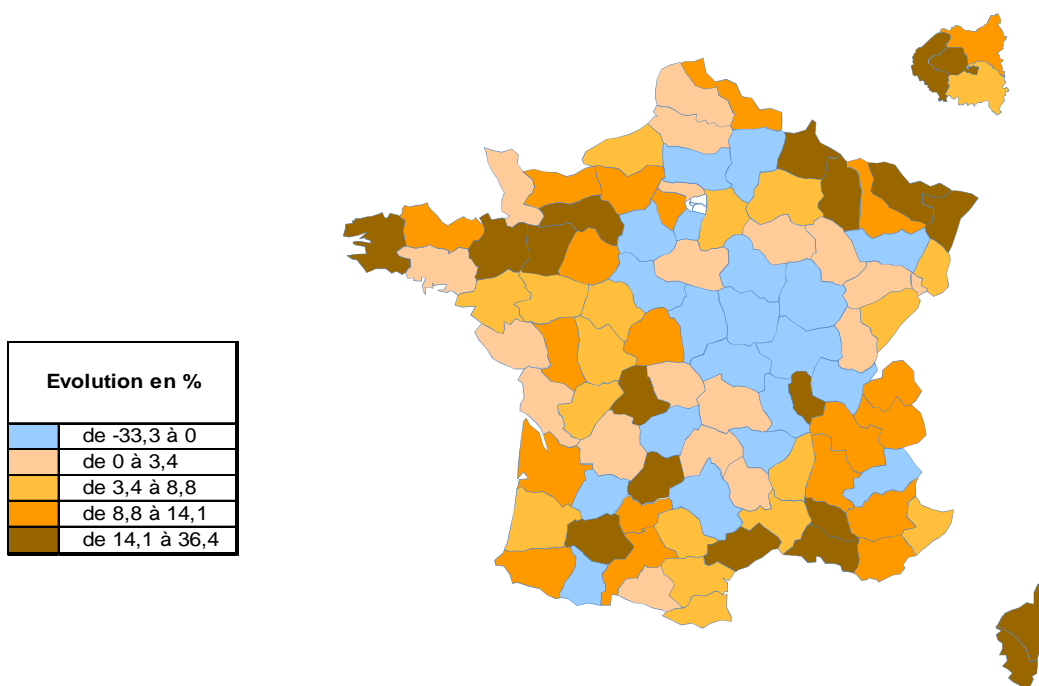 Evolution en %
de -33,3 à 0
de 0 à 3,4
de 3,4 à 8,8
de 8,8 à 14,1
de 14,1 à 36,4